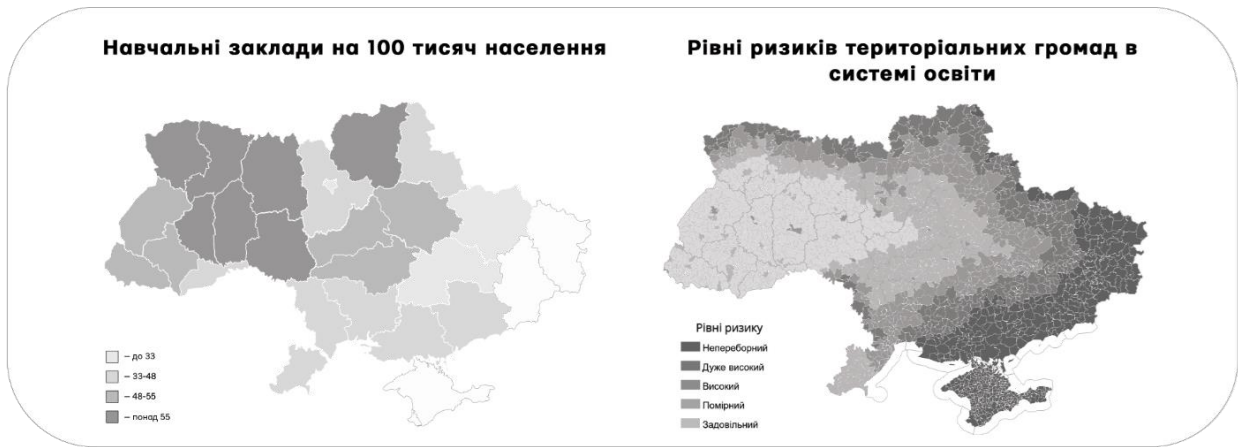 Навчальні заклади на 100 тисяч населення
– до 33
– 33-48
– 48-55
– понад 55
Рівні ризиків територіальних громад в
системі освіти
Рівні ризику
Непереборний
Дуже високий
Високий
Помірний
Задовільний